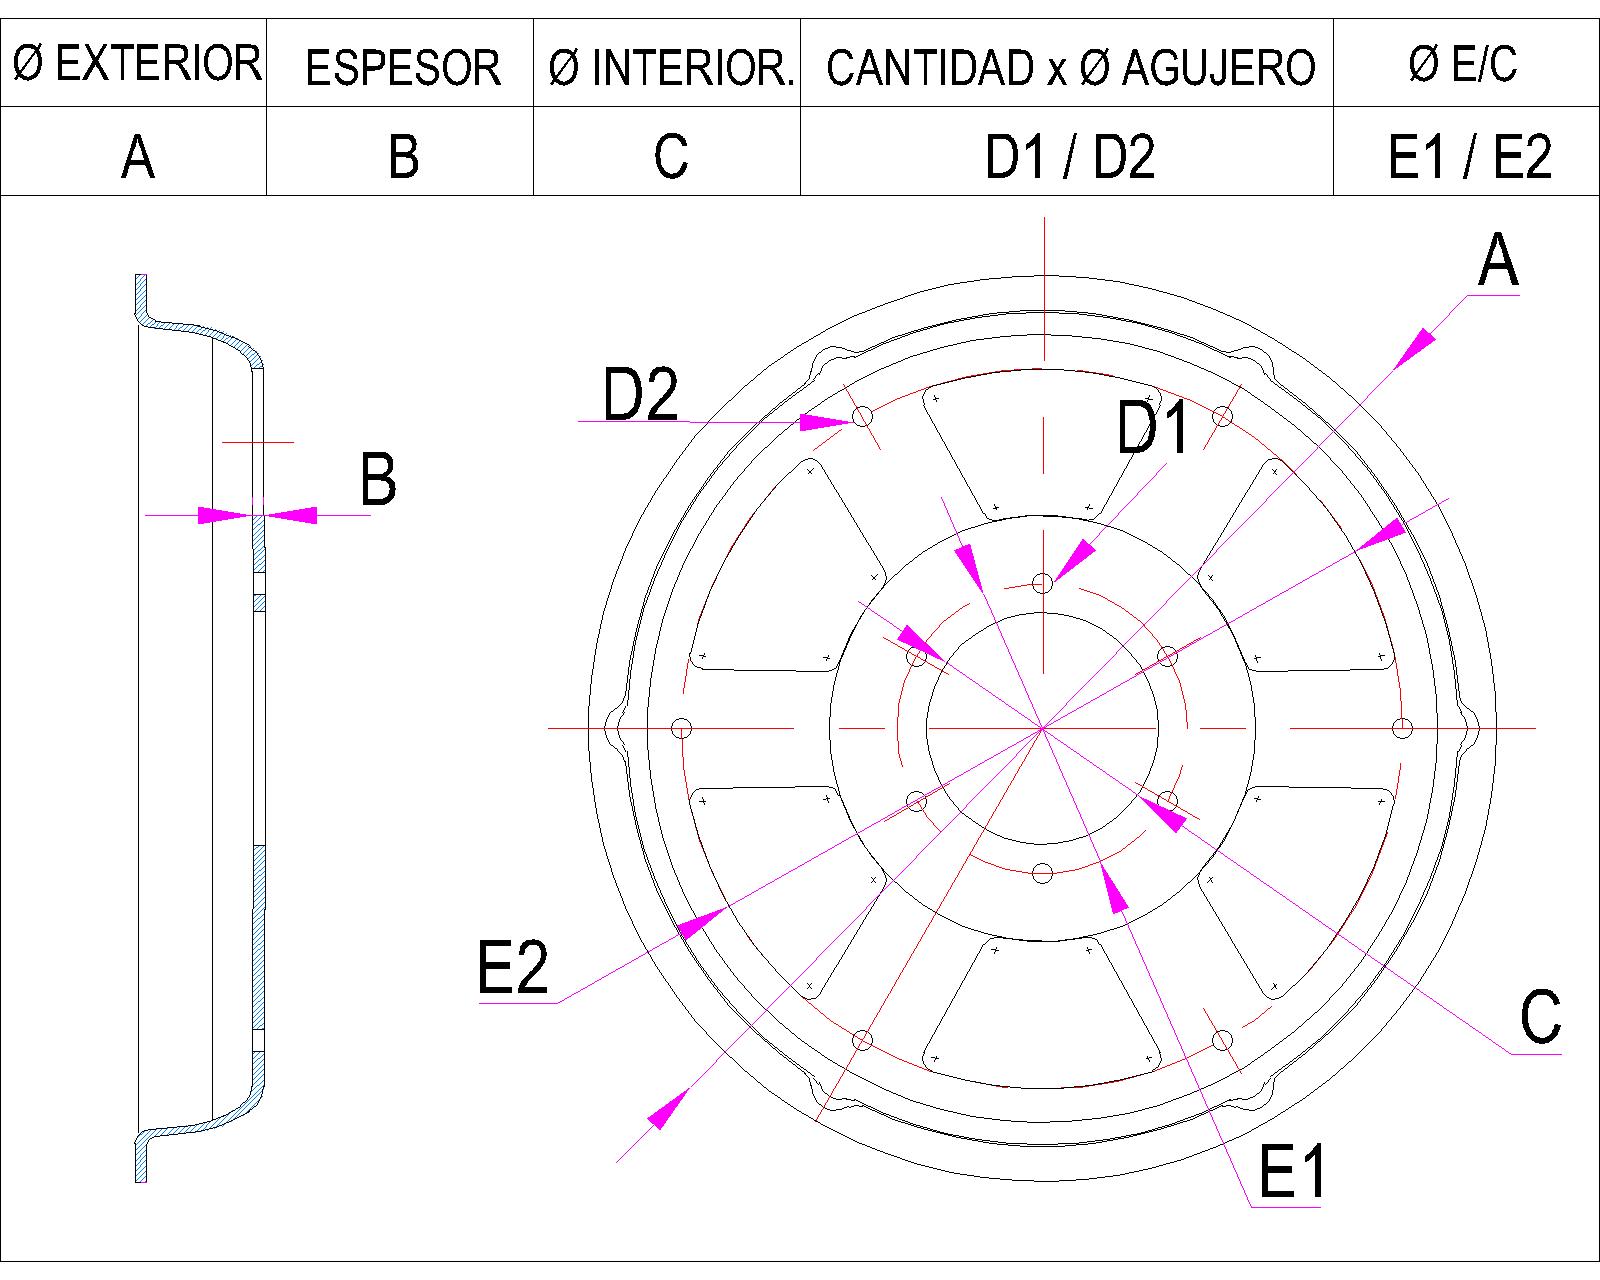 Ø EXTERIOR ESPESOR Ø INTERIOR. CANTIDAD x Ø AGUJERO Ø E/C
A B C D1 / D2 E1 / E2
A
D2
D1
B
E2
C
E1